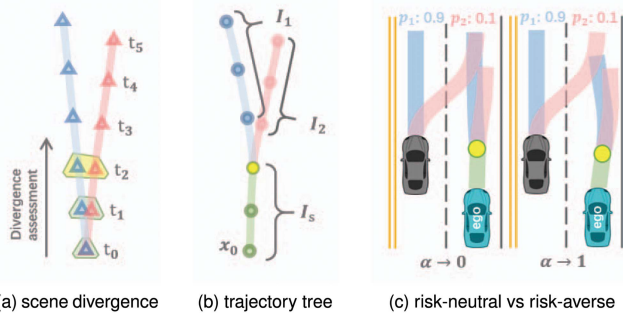 t₅
t₄
t₃
t₂
t₁
t₀
Divergence
assessment
I₁
I₂
Iₛ
x₀
p₁: 0.9 p₂: 0.1 p₁: 0.9 p₂: 0.1
ego ego
α → 0 α → 1
a) scene divergence (b) trajectory tree (c) risk-neutral vs risk-averse